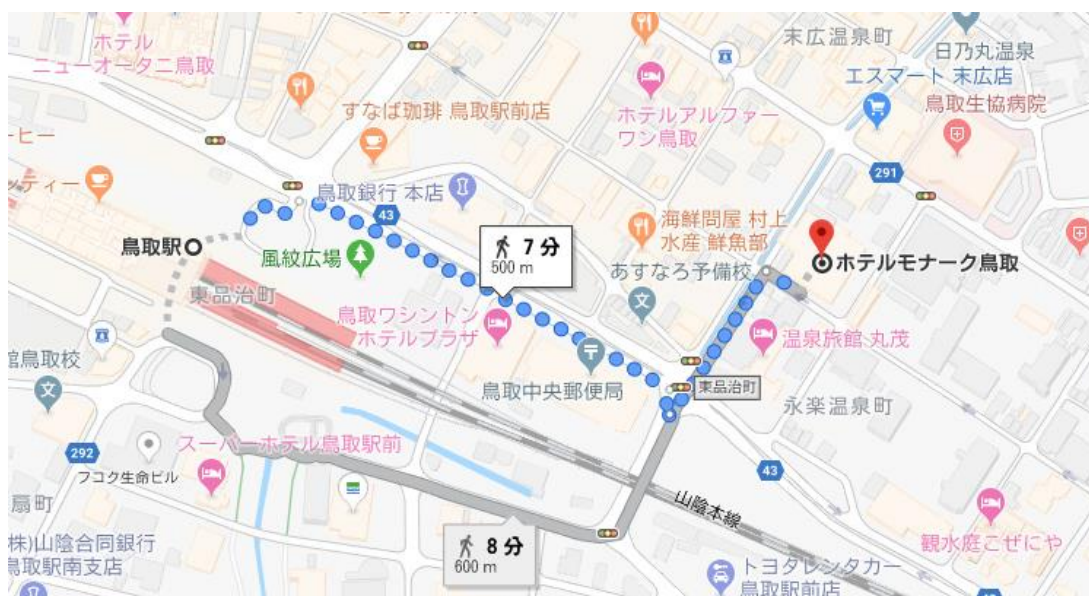 ホテル
ニューオータニ鳥取
末広温泉町
日乃丸温泉
エスマート 末広店
鳥取生協病院
すなば珈琲 鳥取駅前店
ホテルアルファー
ワン鳥取
ーヒー
ンティー
291
鳥取銀行 本店
43
海鮮問屋 村上
水産 鮮魚部
7 分
500 m
鳥取駅
風紋広場
あすなろ予備校
ホテルモナーク鳥取
東品治町
鳥取ワシントン
ホテルプラザ
温泉旅館 丸茂
館鳥取校
鳥取中央郵便局
東品治町
永楽温泉町
スーパーホテル鳥取駅前
292
フコク生命ビル
43
扇町
山陰本線
8 分
600 m
観水庭こぜにや
株)山陰合同銀行
鳥取駅南支店
トヨタレンタカー
鳥取駅前店